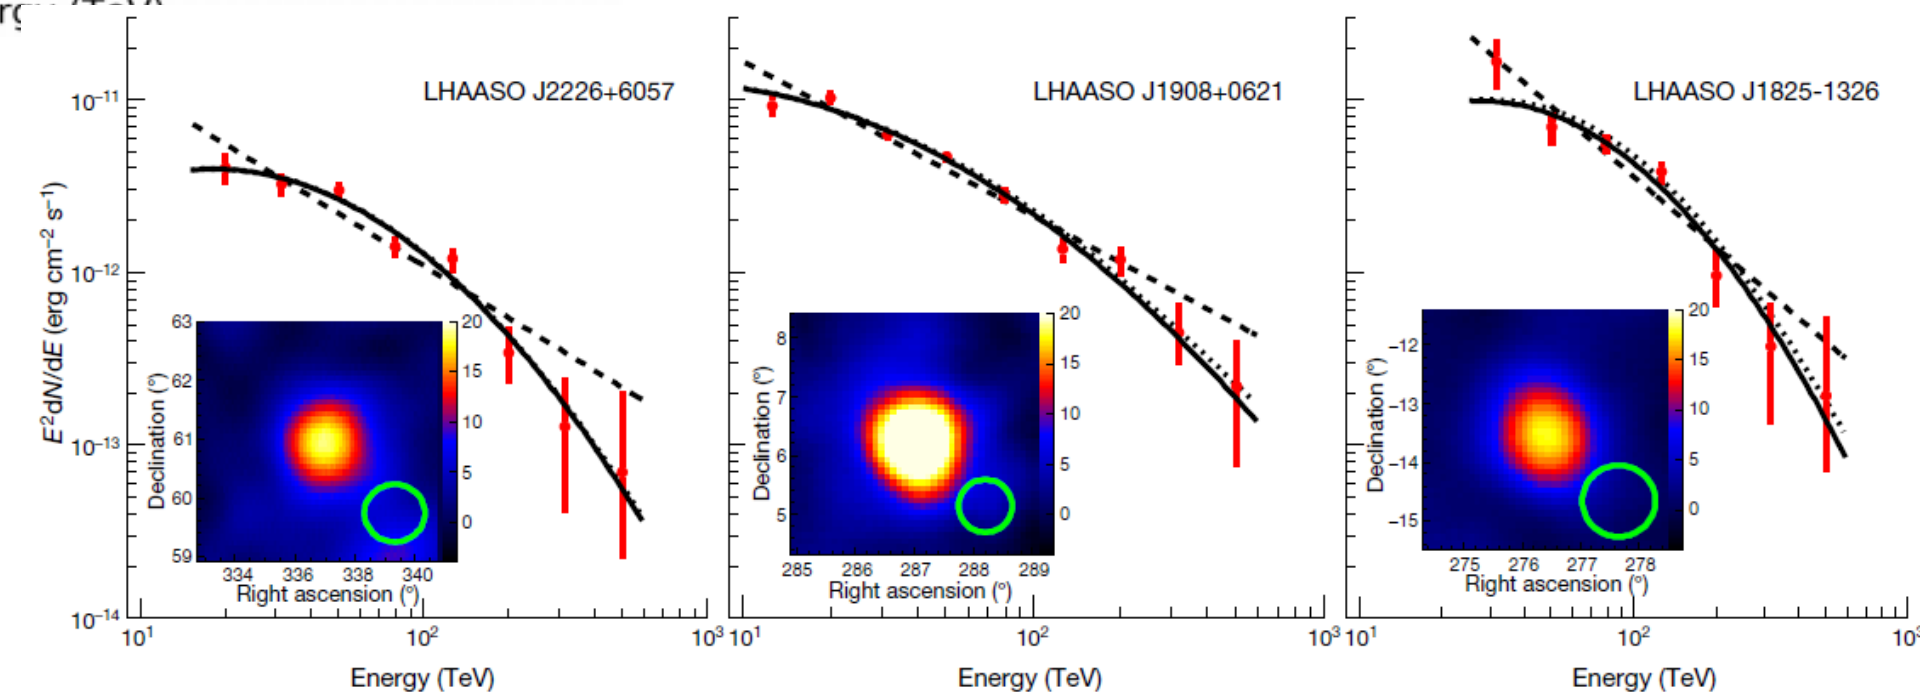 rgy (TeV)
LHAASO J2226+6057
LHAASO J1908+0621
LHAASO J1825-1326
E²dN/dE (erg cm⁻² s⁻¹)
10⁻¹¹
10⁻¹²
10⁻¹³
10⁻¹⁴
63
62
61
60
59
Declination (°)
334 336 338 340
Right ascension (°)
20
15
10
5
0
8
7
6
5
Declination (°)
285 286 287 288 289
Right ascension (°)
20
15
10
5
0
−12
−13
−14
−15
Declination (°)
275 276 277 278
Right ascension (°)
20
15
10
5
0
10¹ 10² 10³
10¹ 10² 10³
10¹ 10² 10³
Energy (TeV)
Energy (TeV)
Energy (TeV)